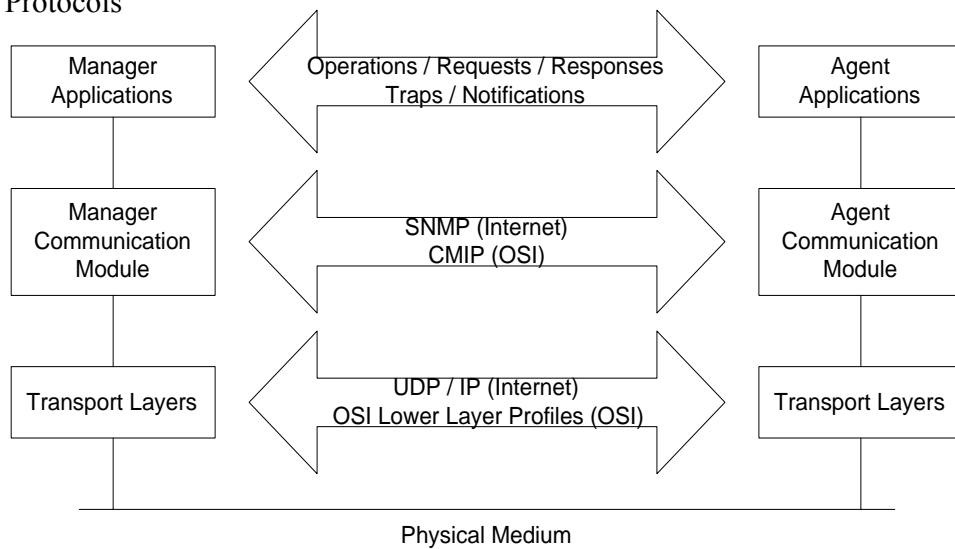 Protocols
Manager
Applications
Operations / Requests / Responses
Traps / Notifications
Agent
Applications
Manager
Communication
Module
SNMP (Internet)
CMIP (OSI)
Agent
Communication
Module
Transport Layers
UDP / IP (Internet)
OSI Lower Layer Profiles (OSI)
Transport Layers
Physical Medium